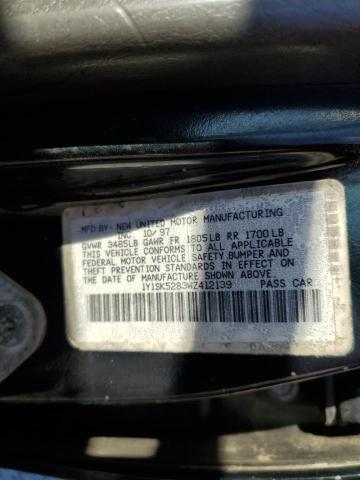 MFD BY: NEW UNITED MOTOR MANUFACTURING
INC. 10/97
GVWR 3485LB GAWR FR 1805LB RR 1700LB
THIS VEHICLE CONFORMS TO ALL APPLICABLE
FEDERAL MOTOR VEHICLE SAFETY,BUMPER,AND
THEFT PREVENTION STANDARDS IN EFFECT ON
THE DATE OF MANUFACTURE SHOWN ABOVE.
1Y1SK5283WZ412139 PASS CAR